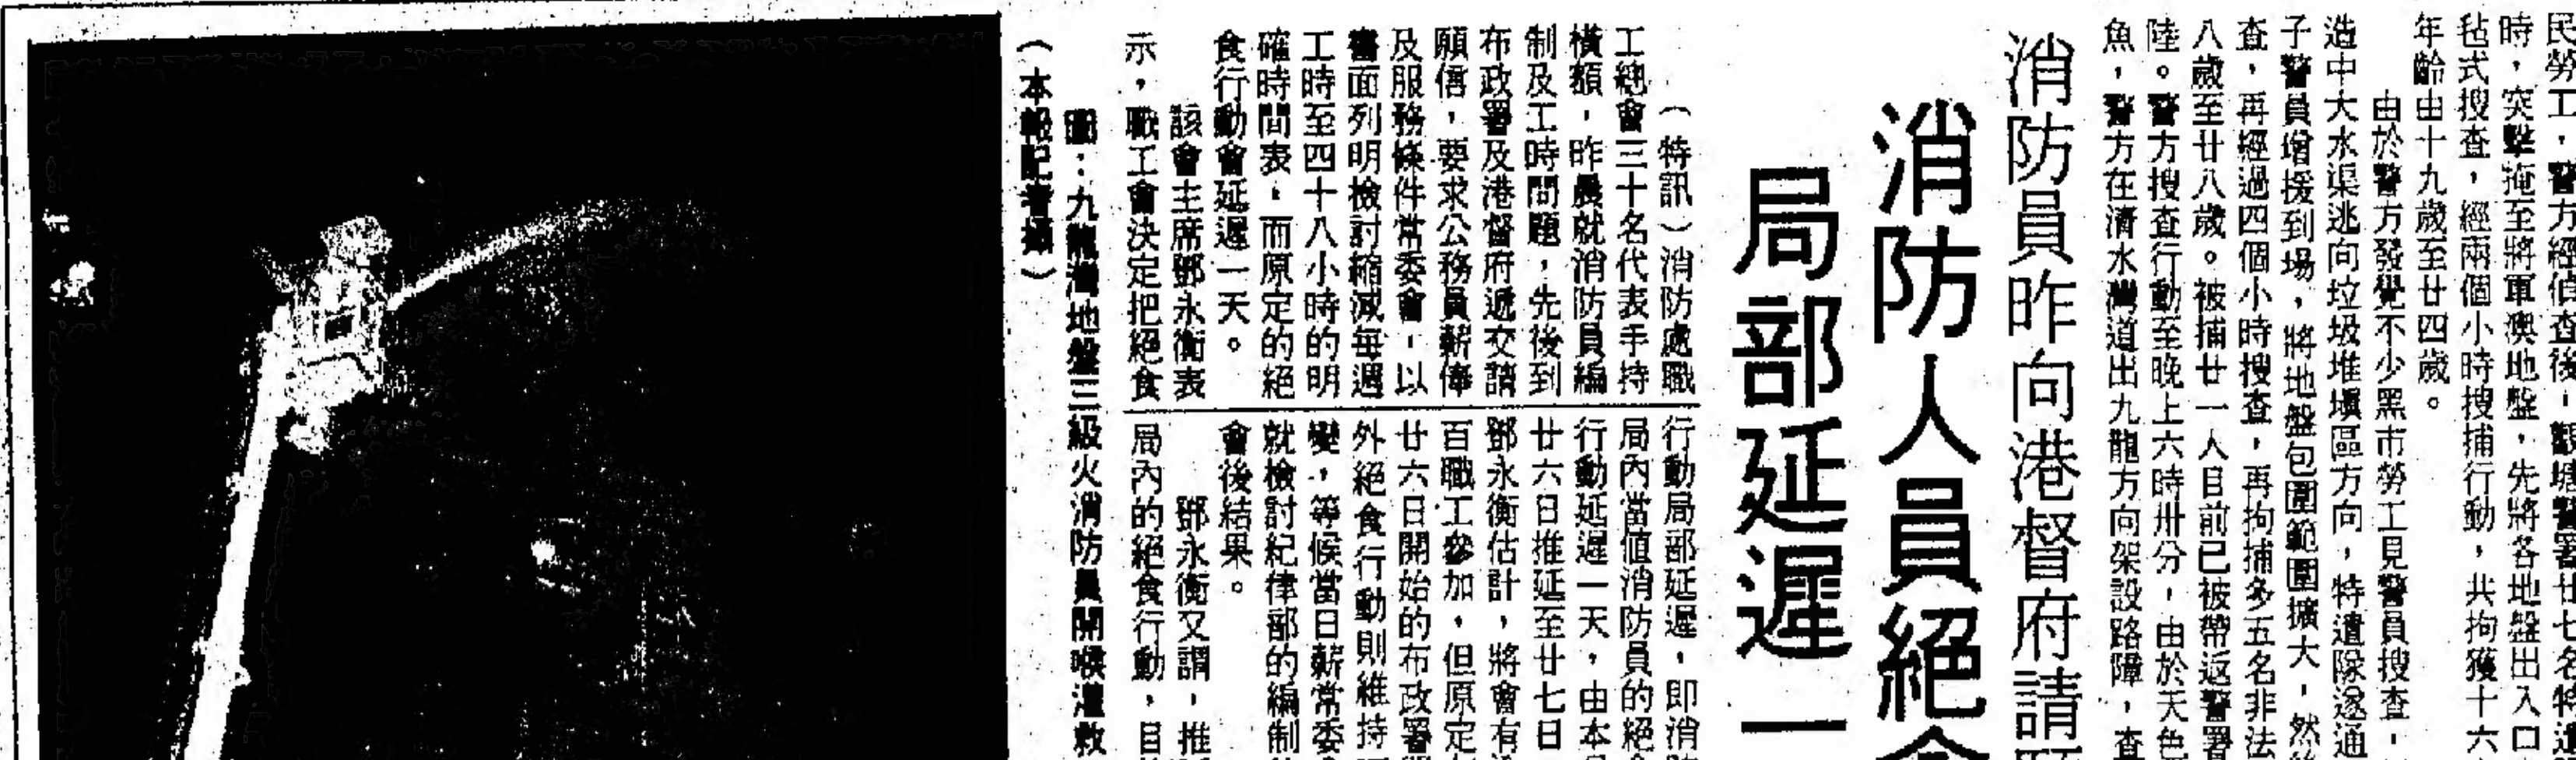 民勞工，警方經偵查後，觀塘警署廿七名特遣
時，突擊掩至將軍澳地盤，先將各地盤出入口
毡式搜查，經兩個小時搜捕行動，共拘獲十六
年齡由十九歲至廿四歲。
由於警方發覺不少黑市勞工見警員搜查，
造中大水渠逃向垃圾堆填區方向，特遣隊遂通
子警員增援到場，將地盤包圍範圍擴大，然
查，再經過四個小時搜查，再拘捕多五名非法
八歲至廿八歲。被捕廿一人目前已被帶返警署
陸。警方搜查行動至晚上六時卅分，由於天色
魚，警方在清水灣道出九龍方向架設路障，查
消防員昨向港督府請
消防人員絕
局部延遲一
（特訊）消防處職
工總會三十名代表手持
橫額，昨晨就消防員編
制及工時問題，先後到
布政署及港督府遞交請
願信，要求公務員薪俸
及服務條件常委會，以
書面列明檢討縮減每週
工時至四十八小時的明
確時間表，而原定的絕
食行動會延遲一天。
該會主席鄧永衡表
示，職工會決定把絕食
行動局部延遲，即消
局內當值消防員的絕
行動延遲一天，由本
廿六日推延至廿七日
鄧永衡估計，將會有
百職工參加，但原定
廿六日開始的布政署
外絕食行動則維持
變，等候當日薪常委
就檢討紀律部的編制
會後結果。
鄧永衡又謂，推
局內的絕食行動，目
圖：九龍灣地盤三級火消防員開喉灌救
（本報記者攝）